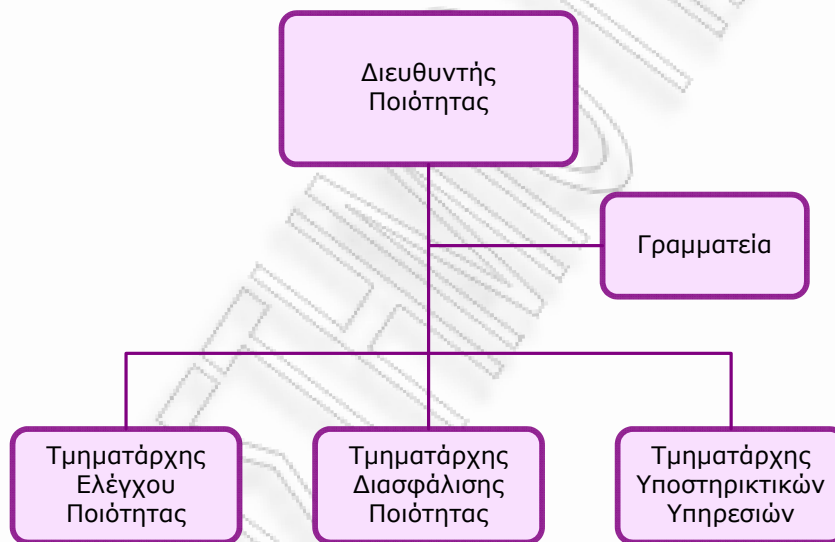 Διευθυντής
Ποιότητας
Γραμματεία
Τμηματάρχης
Ελέγχου
Ποιότητας
Τμηματάρχης
Διασφάλισης
Ποιότητας
Τμηματάρχης
Υποστηρικτικών
Υπηρεσιών